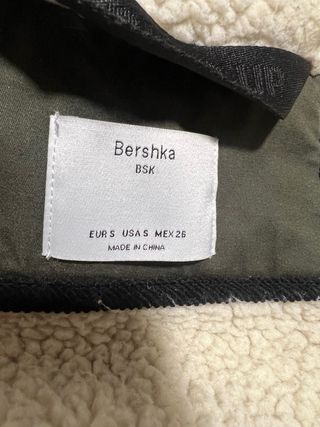 Bershka
BSK
EUR S USA S MEX 26
MADE IN CHINA